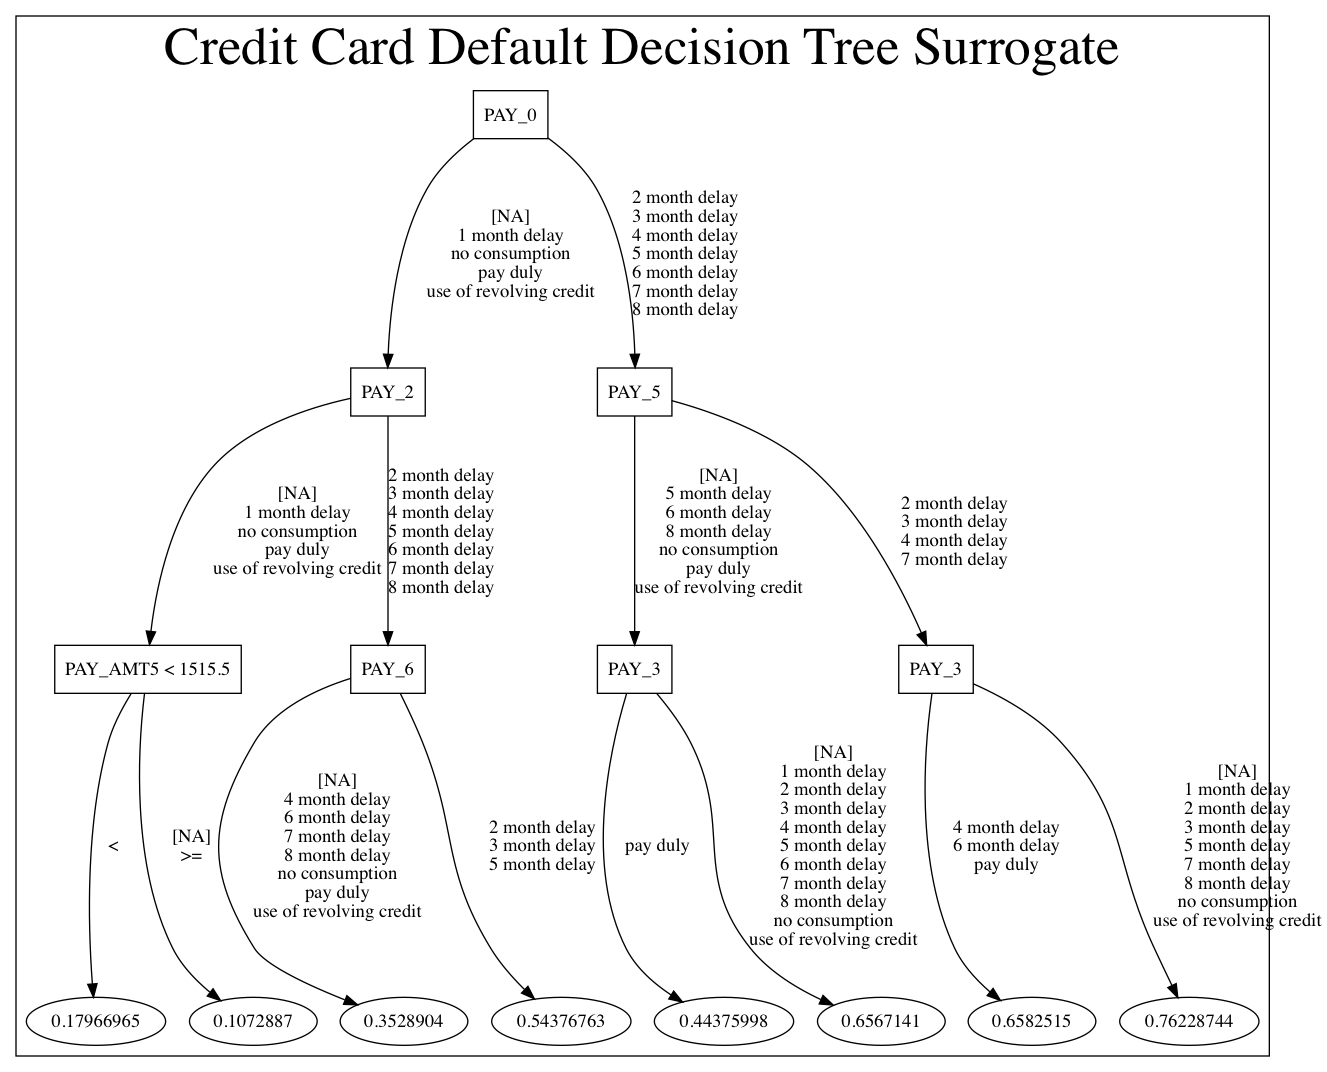 Credit Card Default Decision Tree Surrogate
PAY_0
[NA]
1 month delay
no consumption
pay duly
use of revolving credit
2 month delay
3 month delay
4 month delay
5 month delay
6 month delay
7 month delay
8 month delay
PAY_2
PAY_5
[NA]
1 month delay
no consumption
pay duly
use of revolving credit
2 month delay
3 month delay
4 month delay
5 month delay
6 month delay
7 month delay
8 month delay
[NA]
5 month delay
6 month delay
8 month delay
no consumption
pay duly
use of revolving credit
2 month delay
3 month delay
4 month delay
7 month delay
PAY_AMT5 < 1515.5
PAY_6
PAY_3
PAY_3
<
[NA]
>=
[NA]
4 month delay
6 month delay
7 month delay
8 month delay
no consumption
pay duly
use of revolving credit
2 month delay
3 month delay
5 month delay
pay duly
[NA]
1 month delay
2 month delay
3 month delay
4 month delay
5 month delay
6 month delay
7 month delay
8 month delay
no consumption
use of revolving credit
4 month delay
6 month delay
pay duly
[NA]
1 month delay
2 month delay
3 month delay
5 month delay
7 month delay
8 month delay
no consumption
use of revolving credit
0.17966965
0.1072887
0.3528904
0.54376763
0.44375998
0.6567141
0.6582515
0.76228744